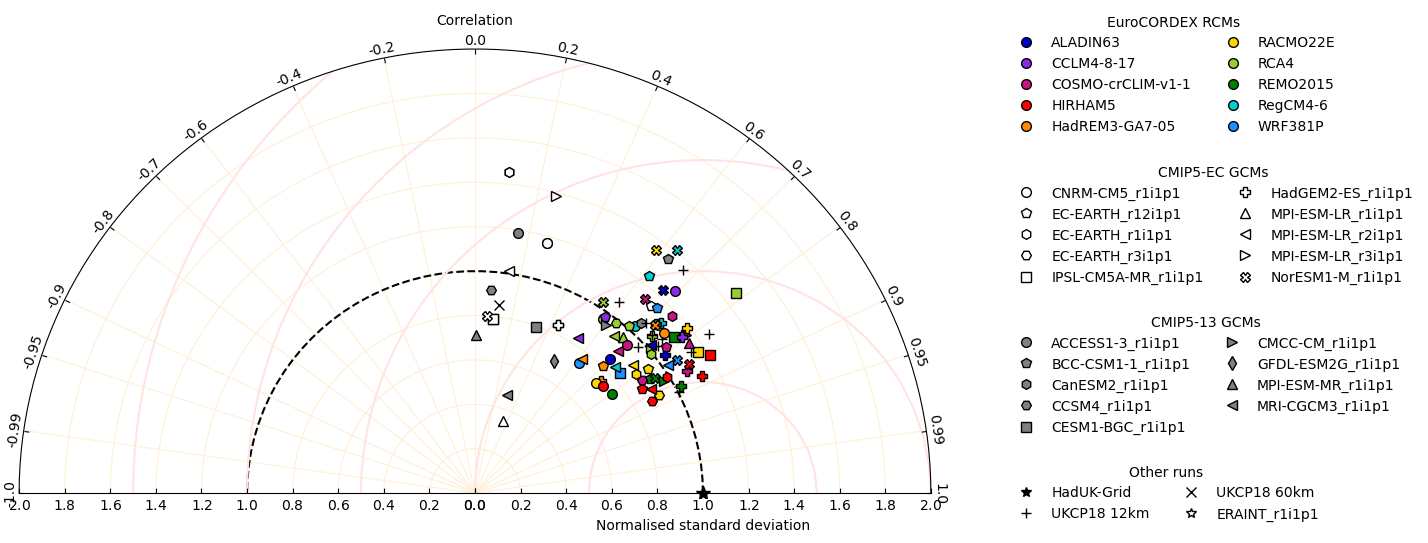 Correlation
0.0
-0.2 0.2
-0.4 0.4
-0.6 0.6
-0.7 0.7
-0.8 0.8
-0.9 0.9
-0.95 0.95
-0.99 0.99
1.0 1.0
2.0 1.8 1.6 1.4 1.2 1.0 0.8 0.6 0.4 0.2 0.0 0.2 0.4 0.6 0.8 1.0 1.2 1.4 1.6 1.8 2.0
Normalised standard deviation
EuroCORDEX RCMs
ALADIN63 RACMO22E
CCLM4-8-17 RCA4
COSMO-crCLIM-v1-1 REMO2015
HIRHAM5 RegCM4-6
HadREM3-GA7-05 WRF381P
CMIP5-EC GCMs
CNRM-CM5_r1i1p1 HadGEM2-ES_r1i1p1
EC-EARTH_r12i1p1 MPI-ESM-LR_r1i1p1
EC-EARTH_r1i1p1 MPI-ESM-LR_r2i1p1
EC-EARTH_r3i1p1 MPI-ESM-LR_r3i1p1
IPSL-CM5A-MR_r1i1p1 NorESM1-M_r1i1p1
CMIP5-13 GCMs
ACCESS1-3_r1i1p1 CMCC-CM_r1i1p1
BCC-CSM1-1_r1i1p1 GFDL-ESM2G_r1i1p1
CanESM2_r1i1p1 MPI-ESM-MR_r1i1p1
CCSM4_r1i1p1 MRI-CGCM3_r1i1p1
CESM1-BGC_r1i1p1
Other runs
HadUK-Grid UKCP18 60km
UKCP18 12km ERAINT_r1i1p1